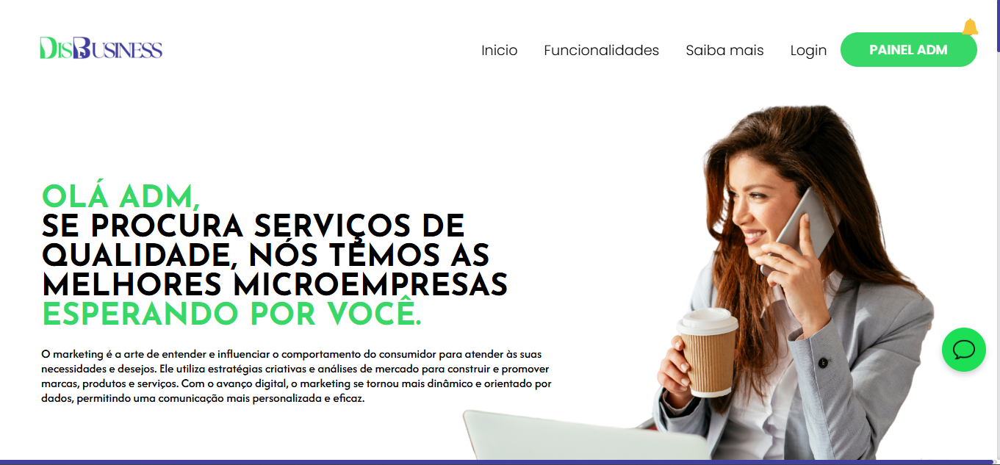 DISBUSINESS
Inicio Funcionalidades Saiba mais Login PAINEL ADM
OLÁ ADM,
SE PROCURA SERVIÇOS DE
QUALIDADE, NÓS TEMOS AS
MELHORES MICROEMPRESAS
ESPERANDO POR VOCÊ.
O marketing é a arte de entender e influenciar o comportamento do consumidor para atender às suas
necessidades e desejos. Ele utiliza estratégias criativas e análises de mercado para construir e promover
marcas, produtos e serviços. Com o avanço digital, o marketing se tornou mais dinâmico e orientado por
dados, permitindo uma comunicação mais personalizada e eficaz.